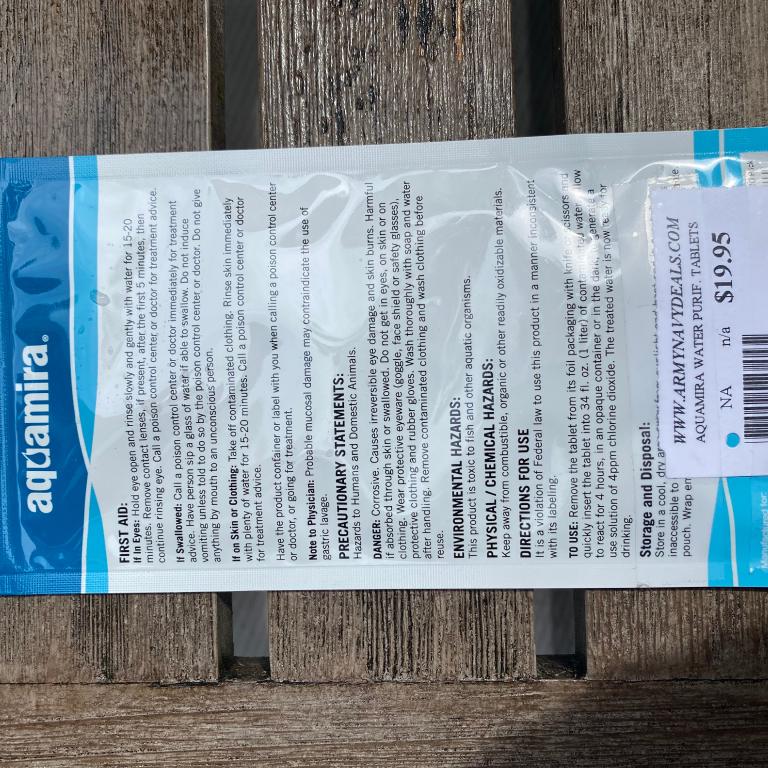 aquamira®
FIRST AID:
If in Eyes: Hold eye open and rinse slowly and gently with water for 15-20
minutes. Remove contact lenses, if present, after the first 5 minutes, then
continue rinsing eye. Call a poison control center or doctor for treatment advice.
If Swallowed: Call a poison control center or doctor immediately for treatment
advice. Have person sip a glass of water if able to swallow. Do not induce
vomiting unless told to do so by the poison control center or doctor. Do not give
anything by mouth to an unconscious person.
If on Skin or Clothing: Take off contaminated clothing. Rinse skin immediately
with plenty of water for 15-20 minutes. Call a poison control center or doctor
for treatment advice.
Have the product container or label with you when calling a poison control center
or doctor, or going for treatment.
Note to Physician: Probable mucosal damage may contraindicate the use of
gastric lavage.
PRECAUTIONARY STATEMENTS:
Hazards to Humans and Domestic Animals.
DANGER: Corrosive. Causes irreversible eye damage and skin burns. Harmful
if absorbed through skin or swallowed. Do not get in eyes, on skin or on
clothing. Wear protective eyewear (goggle, face shield or safety glasses),
protective clothing and rubber gloves. Wash thoroughly with soap and water
after handling. Remove contaminated clothing and wash clothing before
reuse.
ENVIRONMENTAL HAZARDS:
This product is toxic to fish and other aquatic organisms.
PHYSICAL / CHEMICAL HAZARDS:
Keep away from combustible, organic or other readily oxidizable materials.
DIRECTIONS FOR USE
It is a violation of Federal law to use this product in a manner inconsistent
with its labeling.
TO USE: Remove the tablet from its foil packaging with knife or scissors and
quickly insert the tablet into 34 fl. oz. (1 liter) of water
to react for 4 hours, in an opaque container or in the dark, a
use solution of 4ppm chlorine dioxide. The treated water is now for
drinking.
Storage and Disposal:
Store in a cool, dry
inaccessible to
pouch. Wrap
WWW.ARMYNAVYDEALS.COM
AQUAMIRA WATER PURIF. TABLETS
NA n/a $19.95
Manufactured for: